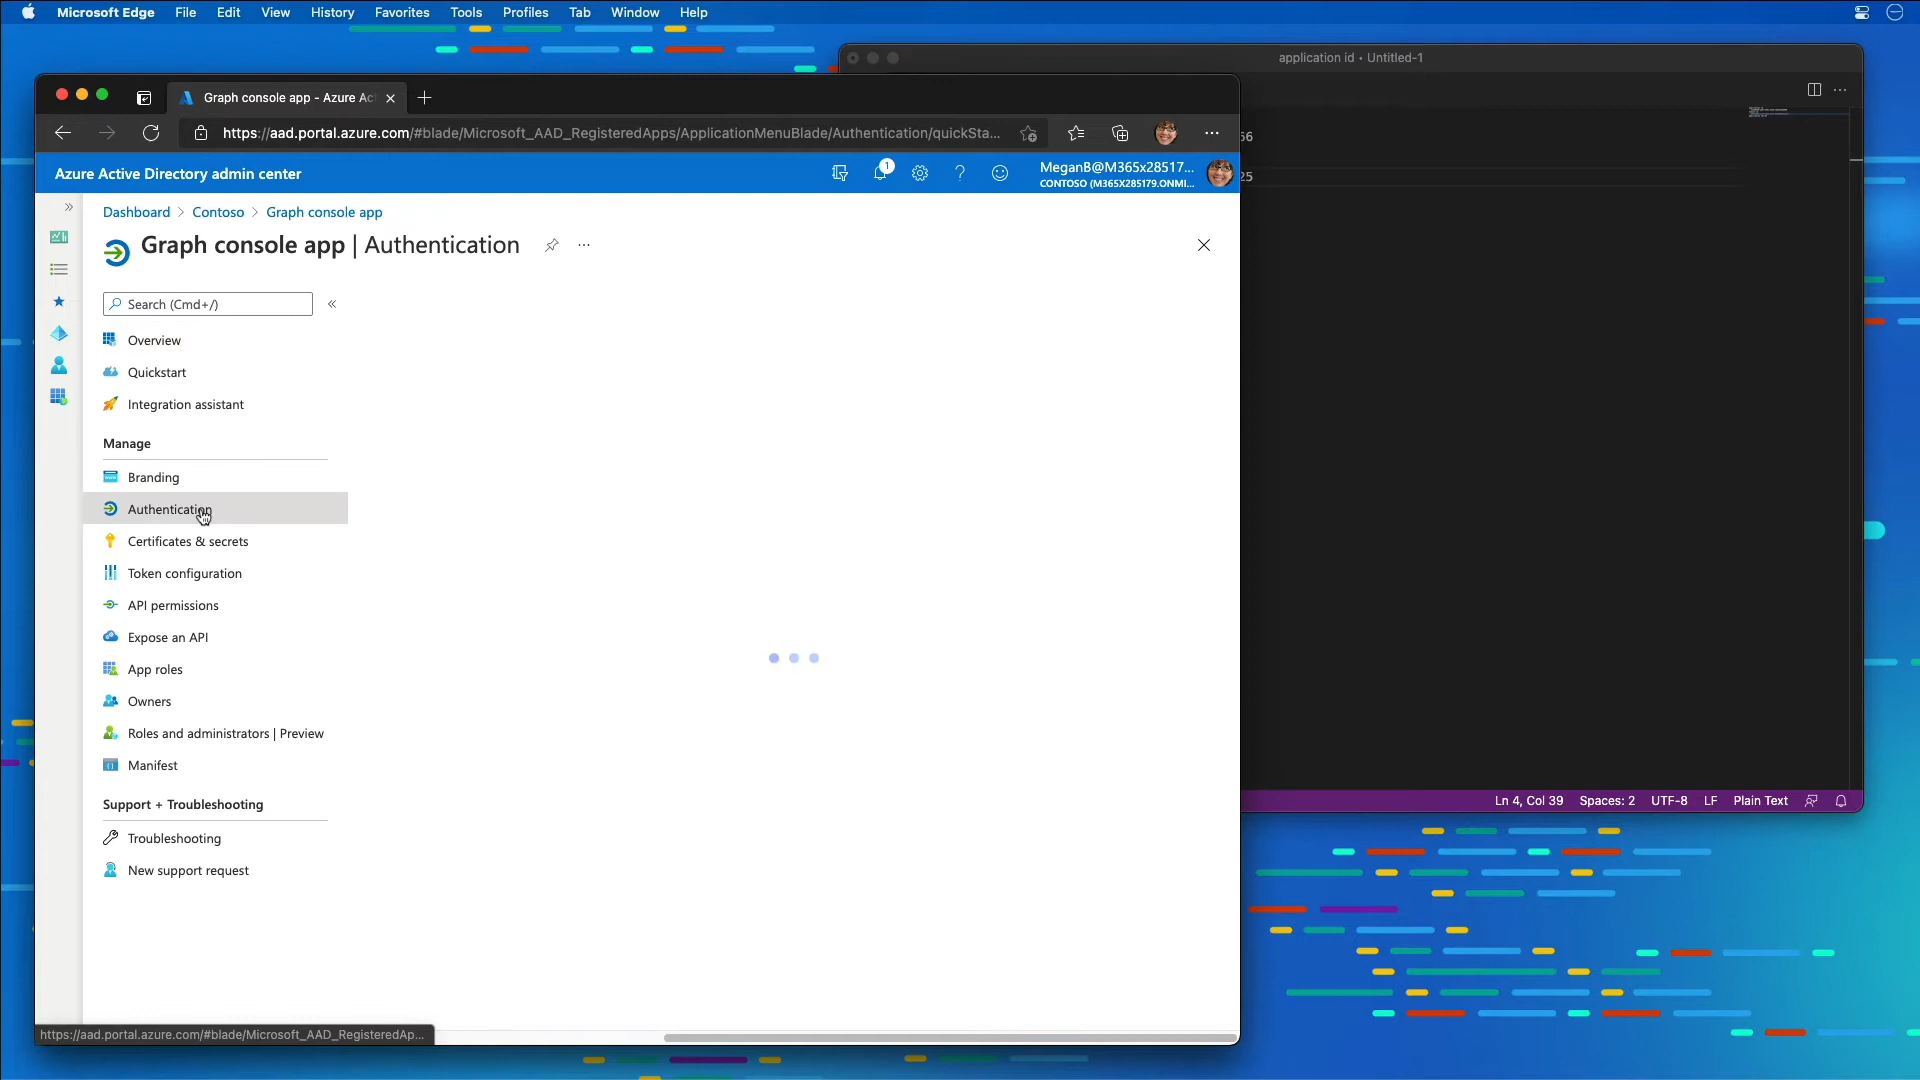 Microsoft Edge File Edit View History Favorites Tools Profiles Tab Window Help
application id • Untitled-1
Graph console app - Azure Ac
https://aad.portal.azure.com/#blade/Microsoft_AAD_RegisteredApps/ApplicationMenuBlade/Authentication/quickSta...
66
Azure Active Directory admin center
1
MeganB@M365x28517...
CONTOSO (M365X285179.ONMI...
25
Dashboard > Contoso > Graph console app
Graph console app | Authentication
Search (Cmd+/)
Overview
Quickstart
Integration assistant
Manage
Branding
Authentication
Certificates & secrets
Token configuration
API permissions
Expose an API
App roles
Owners
Roles and administrators | Preview
Manifest
Ln 4, Col 39 Spaces: 2 UTF-8 LF Plain Text
Support + Troubleshooting
Troubleshooting
New support request
https://aad.portal.azure.com/#blade/Microsoft_AAD_RegisteredAp...